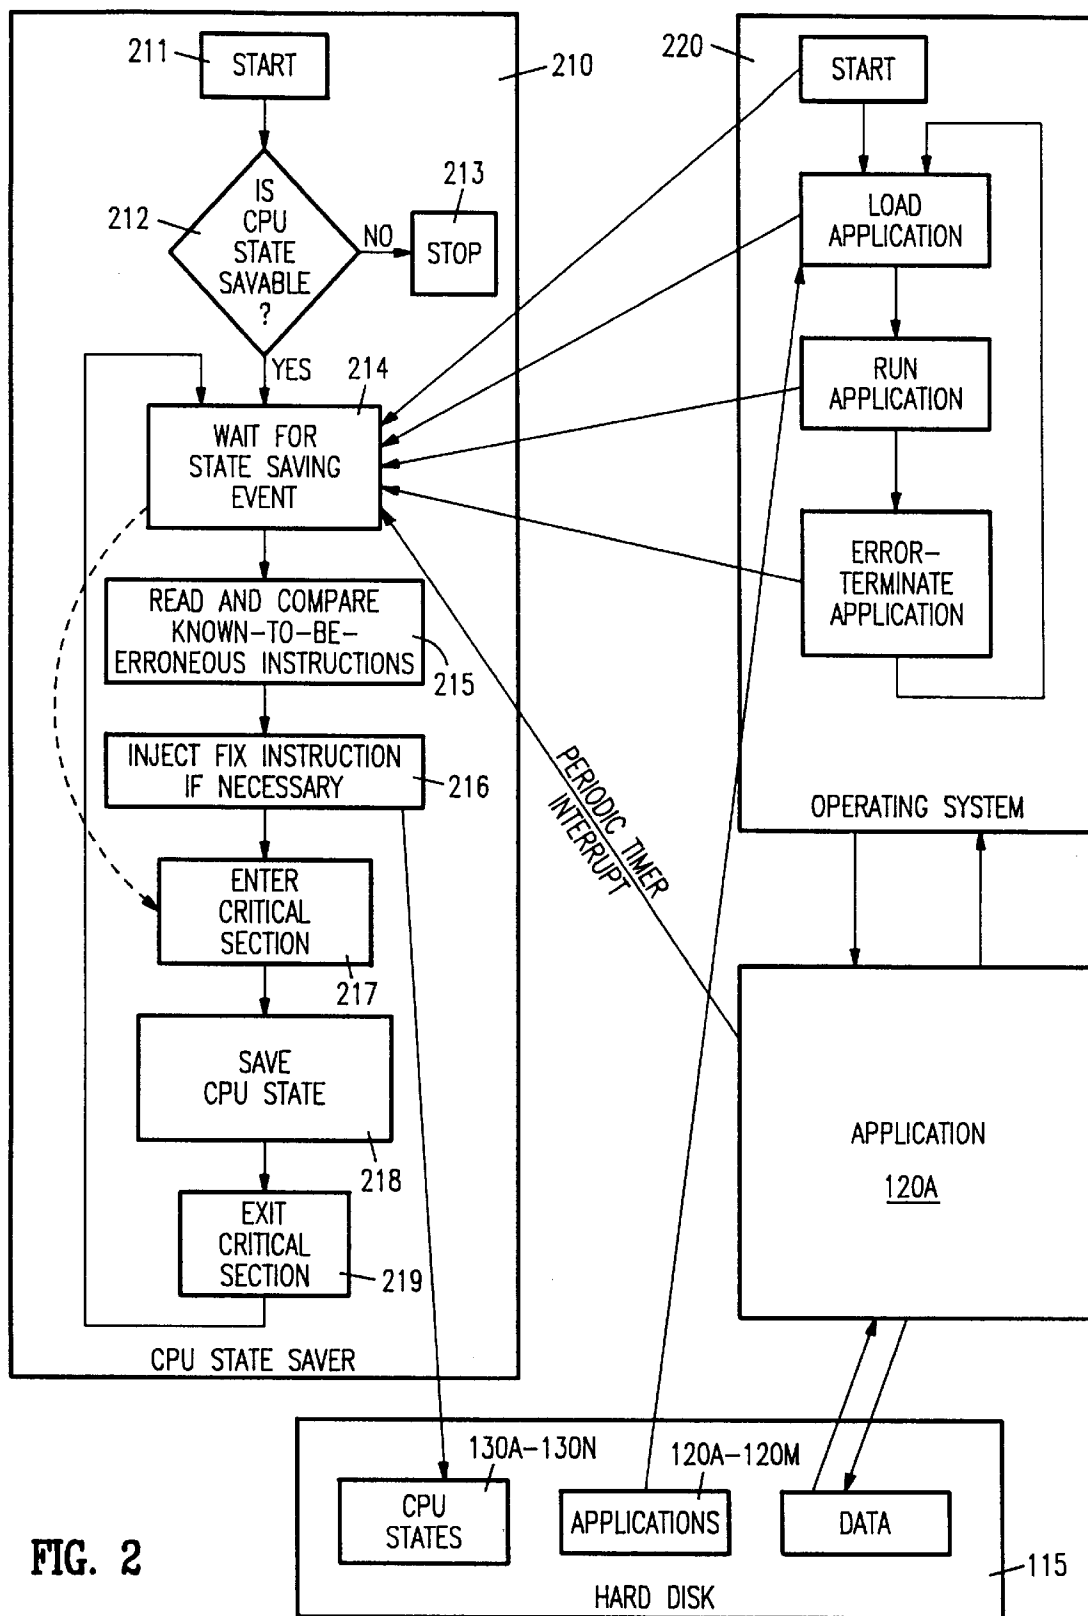 211
START
210
212
IS
CPU
STATE
SAVABLE
?
NO
213
STOP
YES
214
WAIT FOR
STATE SAVING
EVENT
READ AND COMPARE
KNOWN-TO-BE-
ERRONEOUS INSTRUCTIONS
215
INJECT FIX INSTRUCTION
IF NECESSARY
216
ENTER
CRITICAL
SECTION
217
SAVE
CPU STATE
218
EXIT
CRITICAL
SECTION
219
CPU STATE SAVER
220
START
LOAD
APPLICATION
RUN
APPLICATION
ERROR-
TERMINATE
APPLICATION
OPERATING SYSTEM
PERIODIC TIMER
INTERRUPT
APPLICATION
120A
130A-130N
CPU
STATES
120A-120M
APPLICATIONS
DATA
115
HARD DISK
FIG. 2